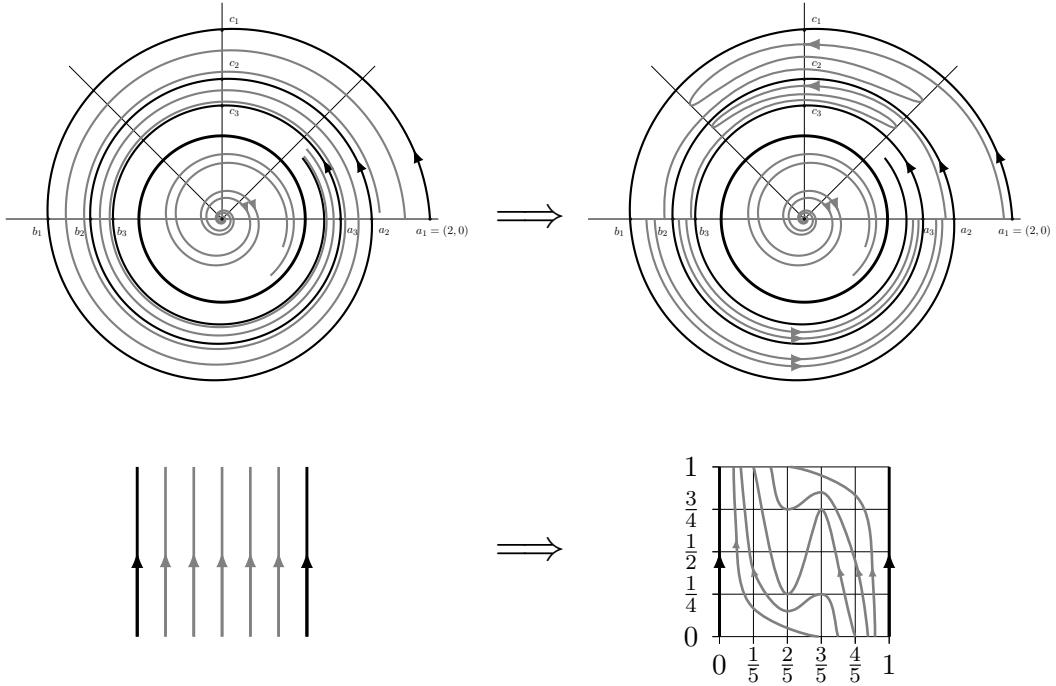 c₁
c₂
c₃
b₁ b₂ b₃ a₃ a₂ a₁ = (2, 0)
⟹
c₁
c₂
c₃
b₁ b₂ b₃ a₃ a₂ a₁ = (2, 0)
⟹
1
3/4
1/2
1/4
0
0 1/5 2/5 3/5 4/5 1